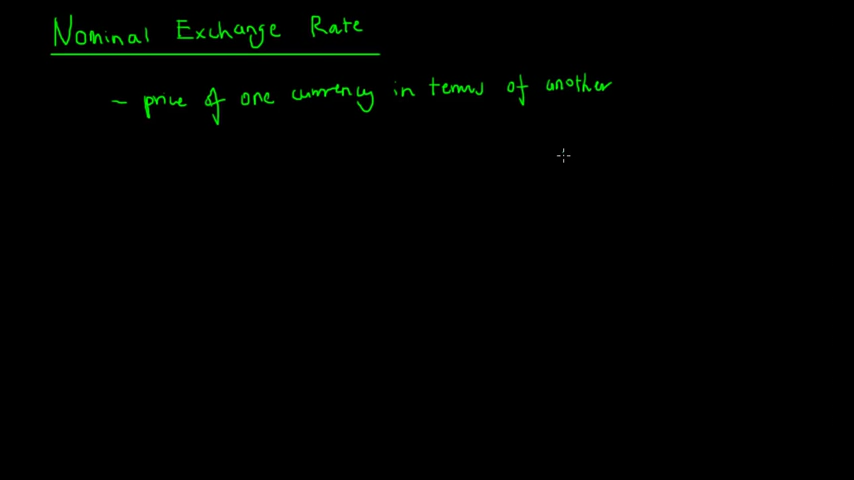 Nominal Exchange Rate
- price of one currency in terms of another